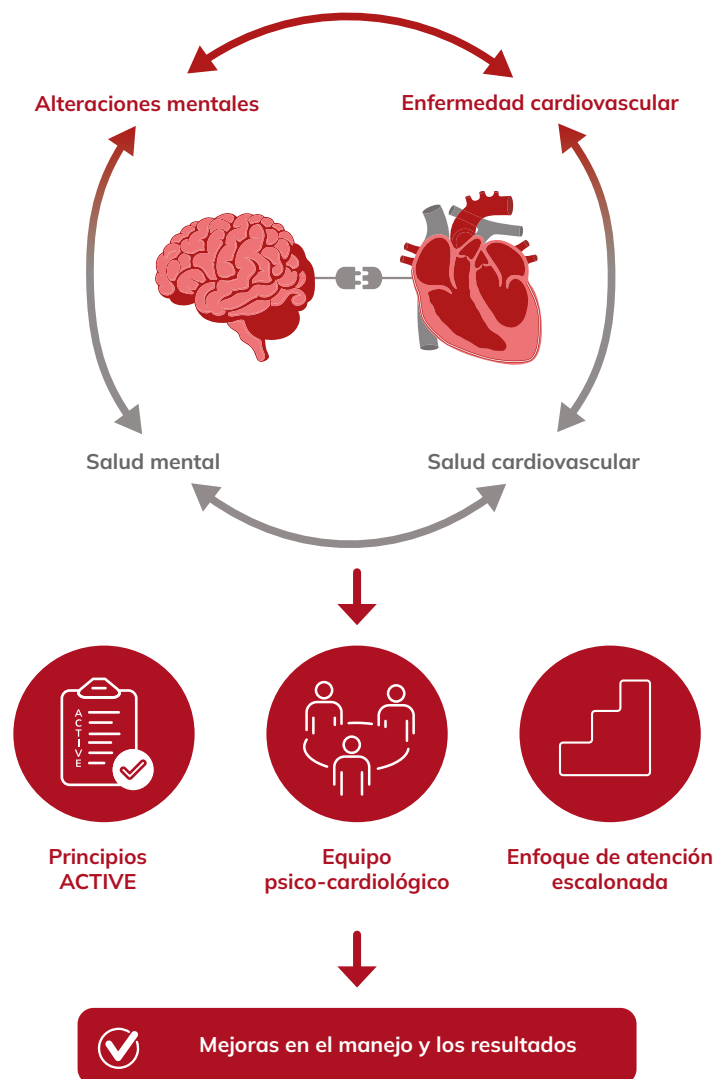 Alteraciones mentales
Enfermedad cardiovascular
Salud mental
Salud cardiovascular
ACTIVE
Principios
ACTIVE
Equipo
psico-cardiológico
Enfoque de atención
escalonada
Mejoras en el manejo y los resultados